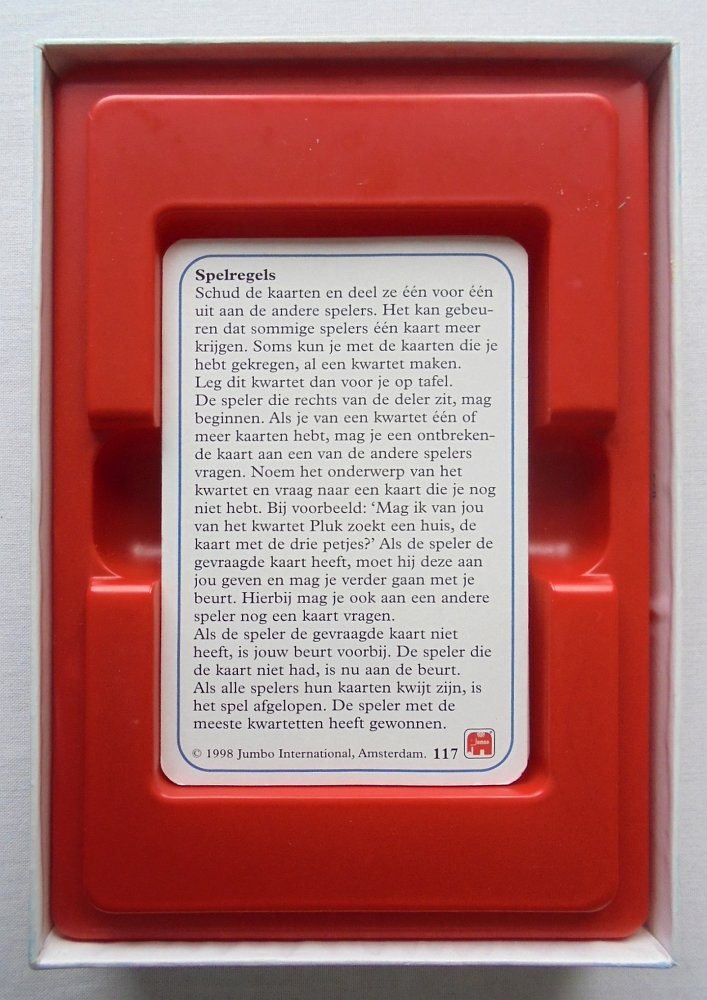 Spelregels
Schud de kaarten en deel ze één voor één
uit aan de andere spelers. Het kan gebeu-
ren dat sommige spelers één kaart meer
krijgen. Soms kun je met de kaarten die je
hebt gekregen, al een kwartet maken.
Leg dit kwartet dan voor je op tafel.
De speler die rechts van de deler zit, mag
beginnen. Als je van een kwartet één of
meer kaarten hebt, mag je een ontbreken-
de kaart aan een van de andere spelers
vragen. Noem het onderwerp van het
kwartet en vraag naar een kaart die je nog
niet hebt. Bij voorbeeld: ‘Mag ik van jou
van het kwartet Pluk zoekt een huis, de
kaart met de drie petjes?’ Als de speler de
gevraagde kaart heeft, moet hij deze aan
jou geven en mag je verder gaan met je
beurt. Hierbij mag je ook aan een andere
speler nog een kaart vragen.
Als de speler de gevraagde kaart niet
heeft, is jouw beurt voorbij. De speler die
de kaart niet had, is nu aan de beurt.
Als alle spelers hun kaarten kwijt zijn, is
het spel afgelopen. De speler met de
meeste kwartetten heeft gewonnen.
© 1998 Jumbo International, Amsterdam. 117 Jumbo